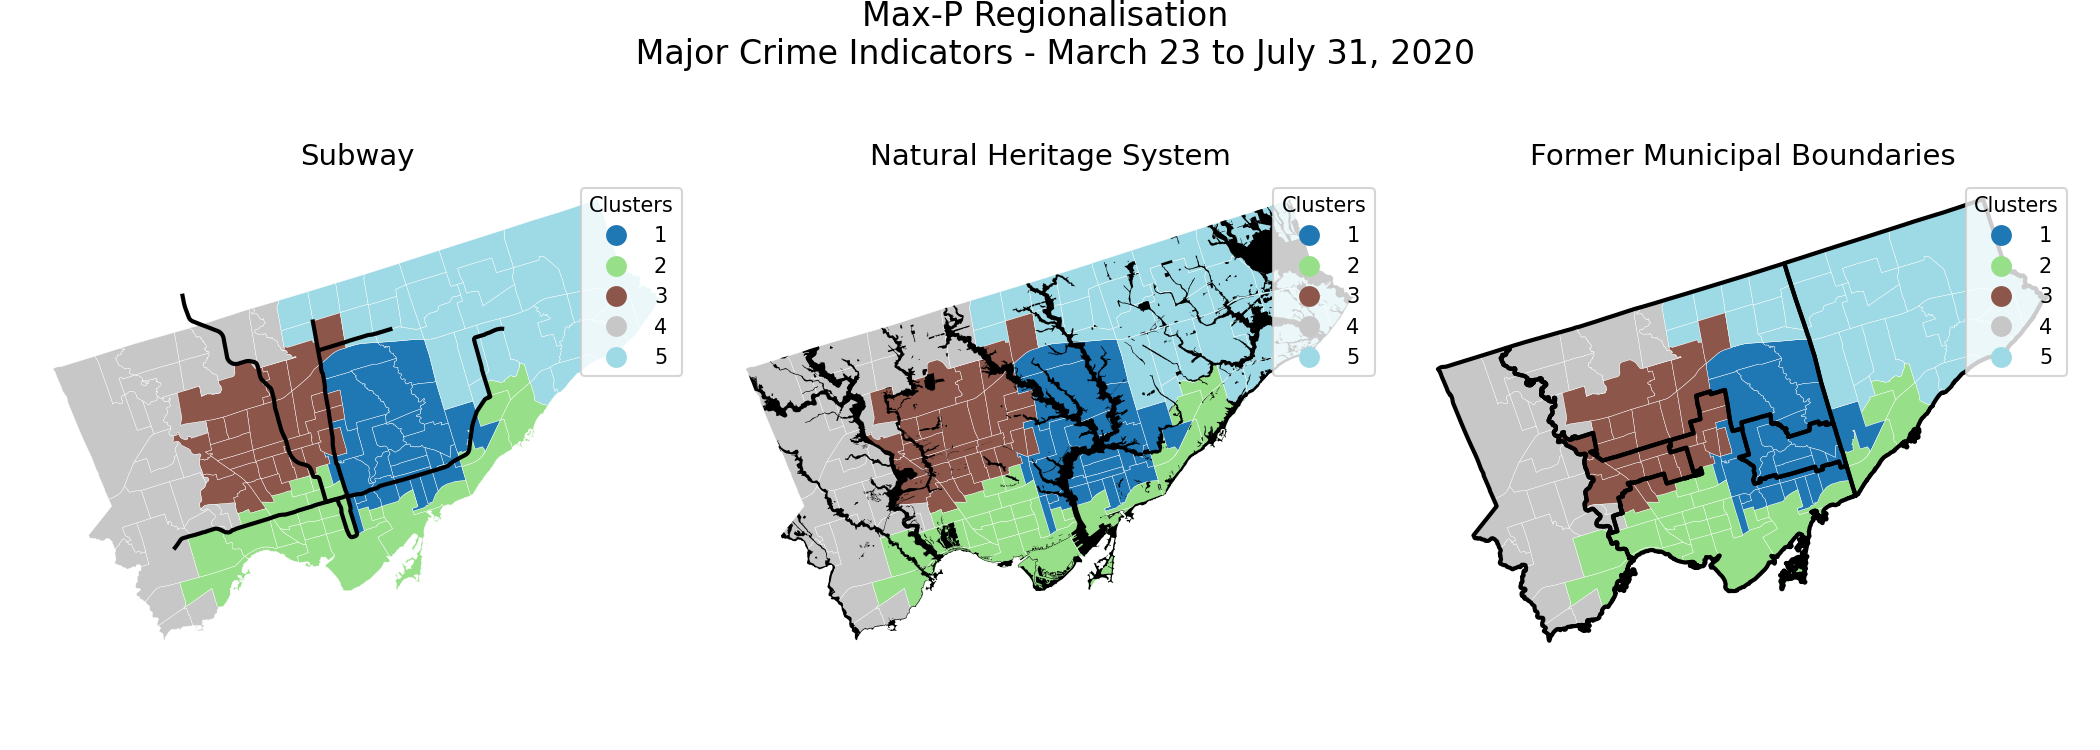 Max-P Regionalisation
Major Crime Indicators - March 23 to July 31, 2020
Subway
Clusters
1
2
3
4
5
Natural Heritage System
Clusters
1
2
3
4
5
Former Municipal Boundaries
Clusters
1
2
3
4
5